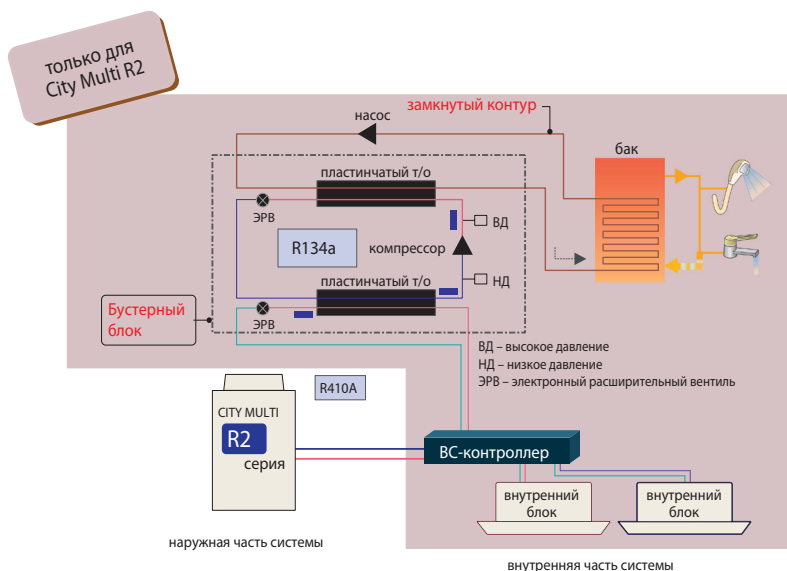 только для
City Multi R2
замкнутый контур
насос
бак
пластинчатый т/о
ЭРВ
ВД
R134a
компрессор
пластинчатый т/о
НД
Бустерный
блок
ЭРВ
ВД – высокое давление
НД – низкое давление
ЭРВ – электронный расширительный вентиль
R410A
CITY MULTI
R2
серия
ВС-контроллер
внутренний
блок
внутренний
блок
наружная часть системы
внутренняя часть системы